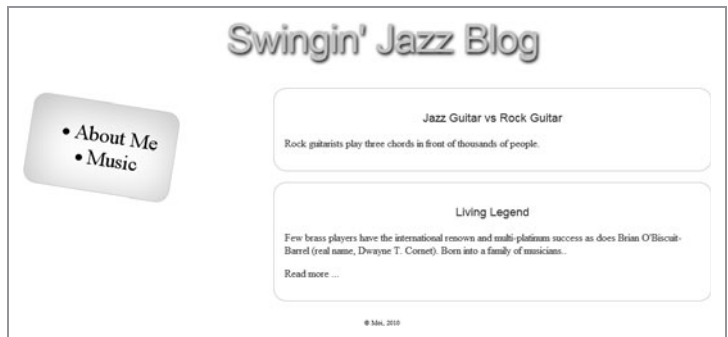 Swingin' Jazz Blog
• About Me
• Music
Jazz Guitar vs Rock Guitar
Rock guitarists play three chords in front of thousands of people.
Living Legend
Few brass players have the international renown and multi-platinum success as does Brian O'Biscuit-
Barrel (real name, Dwayne T. Cornet). Born into a family of musicians..
Read more ...
© Moi, 2010